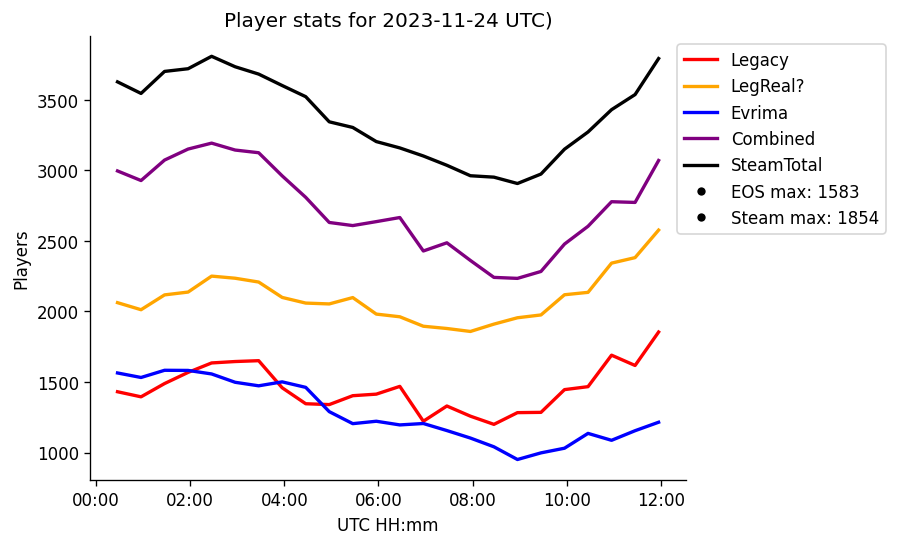 Player stats for 2023-11-24 UTC)
Legacy
LegReal?
Evrima
Combined
SteamTotal
EOS max: 1583
Steam max: 1854
Players
3500
3000
2500
2000
1500
1000
00:00 02:00 04:00 06:00 08:00 10:00 12:00
UTC HH:mm